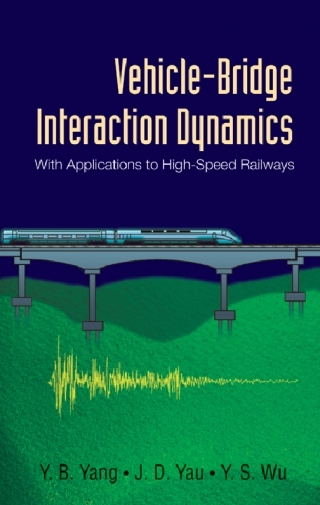 Vehicle-Bridge
Interaction Dynamics
With Applications to High-Speed Railways
Y. B. Yang • J. D. Yau • Y. S. Wu